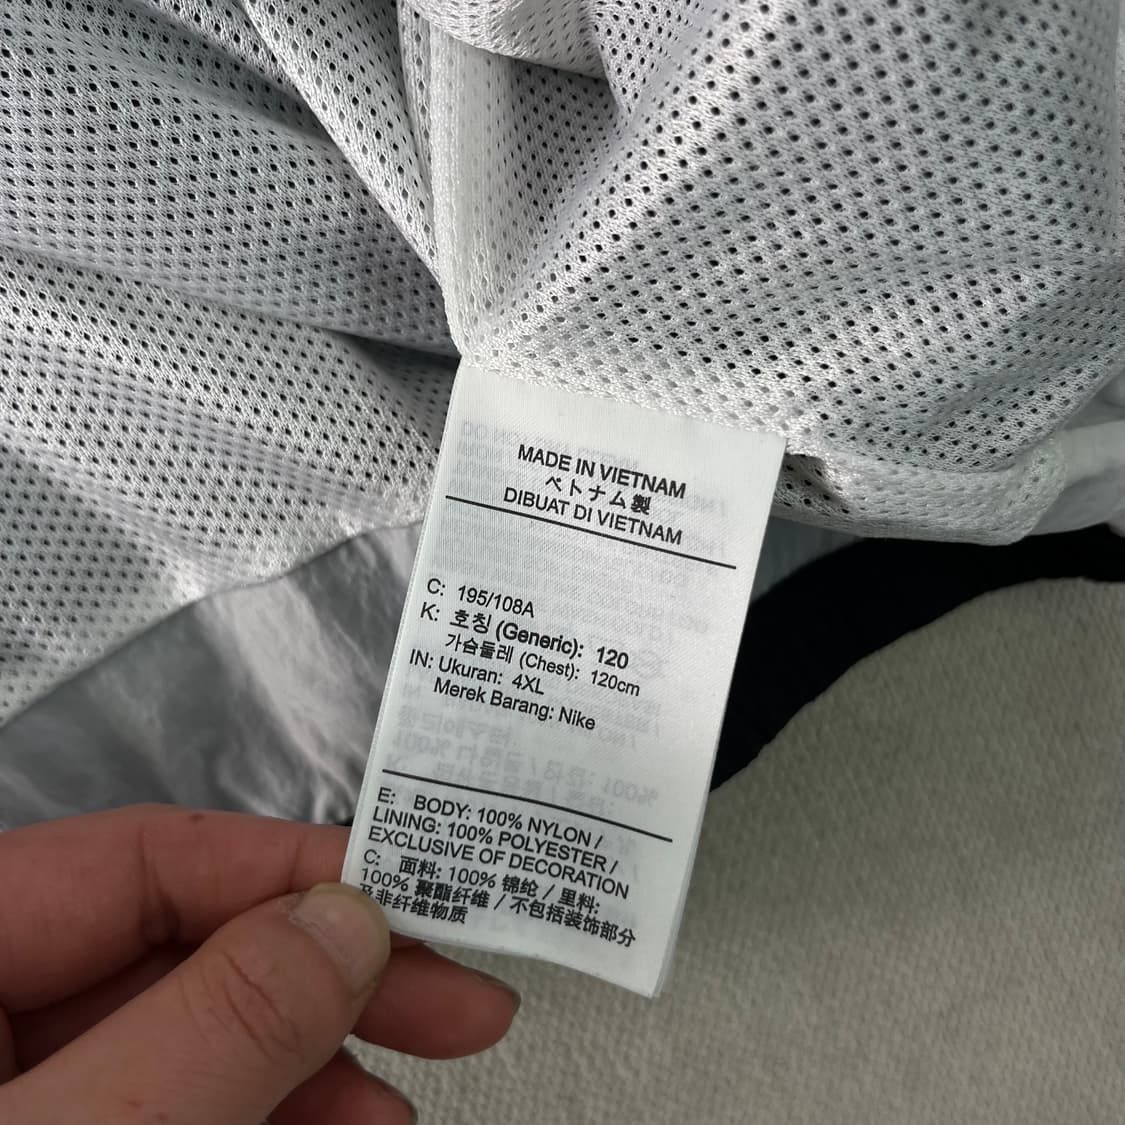 MADE IN VIETNAM
ベトナム製
DIBUAT DI VIETNAM
C: 195/108A
K: 호칭 (Generic): 120
가슴둘레 (Chest): 120cm
IN: Ukuran: 4XL
Merek Barang: Nike
E: BODY: 100% NYLON /
LINING: 100% POLYESTER /
EXCLUSIVE OF DECORATION
C: 面料: 100% 锦纶 / 里料:
100% 聚酯纤维 / 不包括装饰部分
及非纤维物质